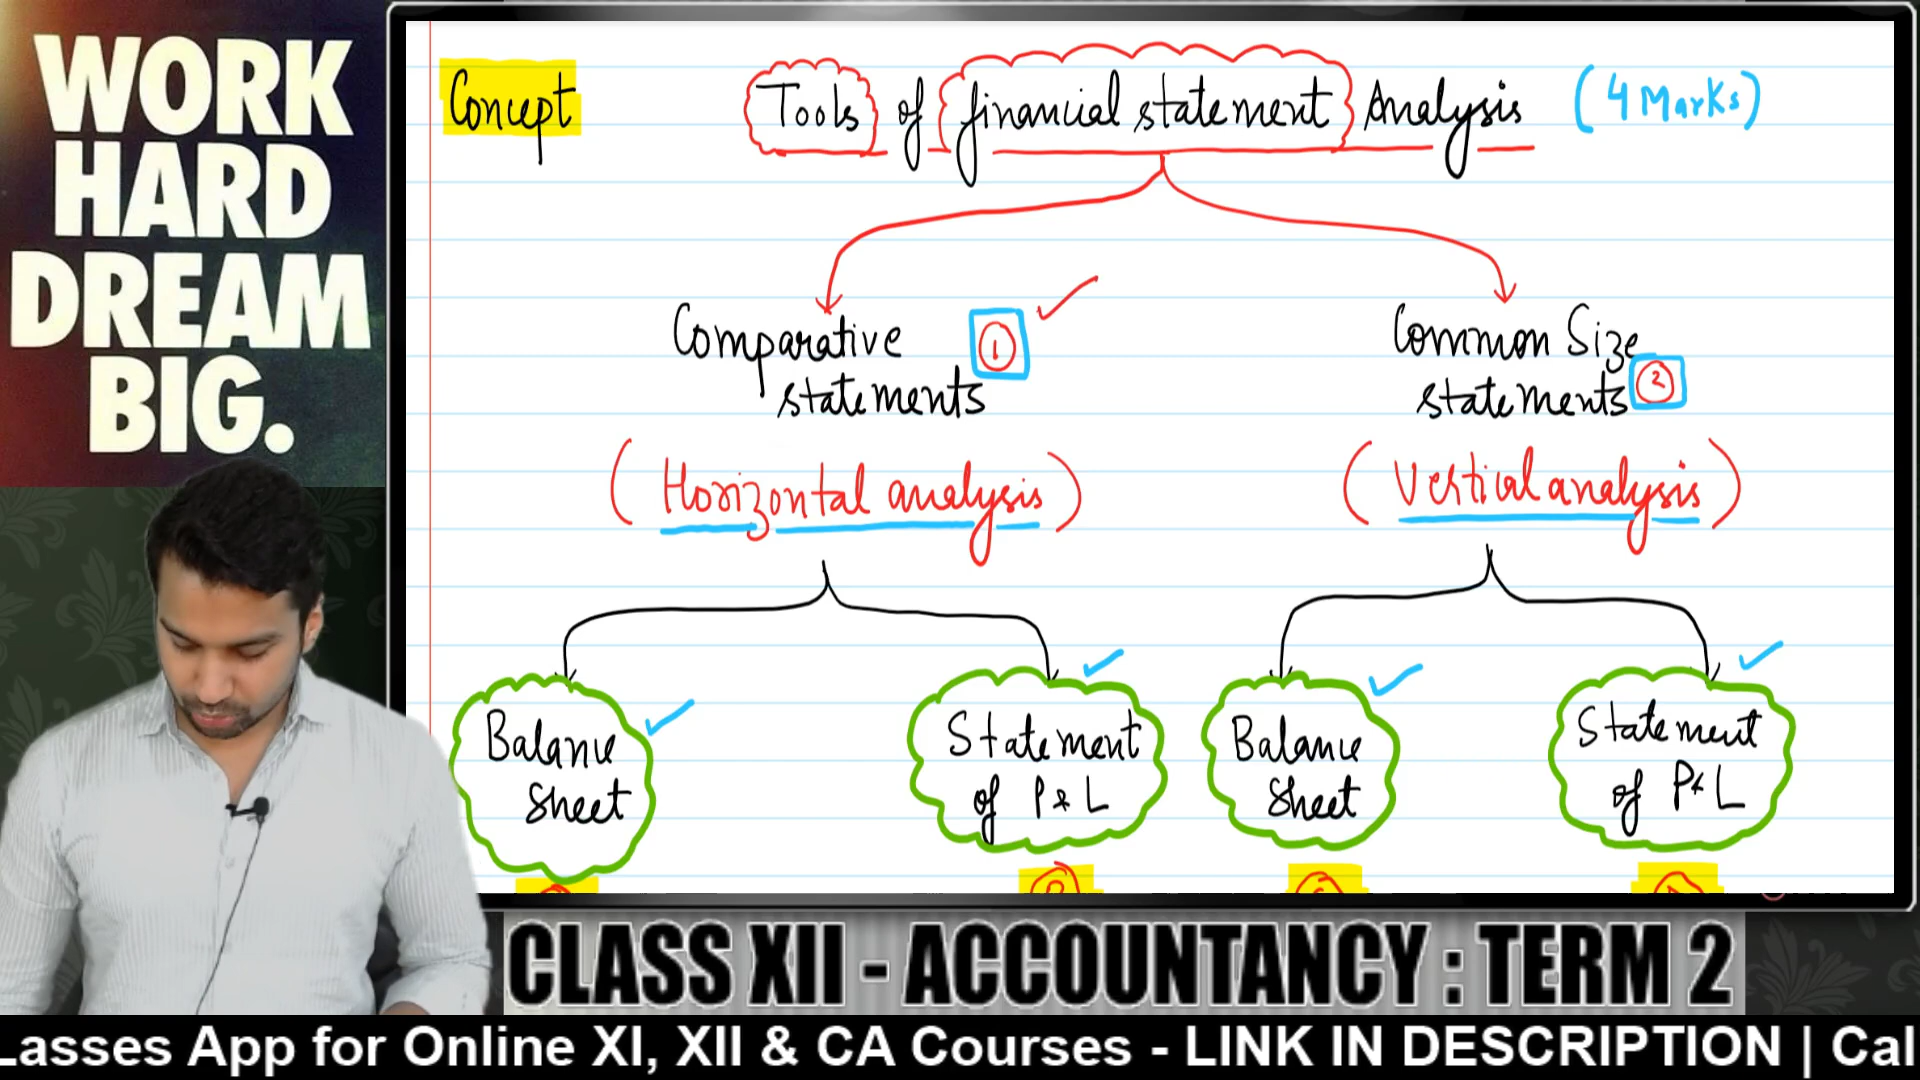 WORK
HARD
DREAM
BIG.
Concept
Tools of financial statement Analysis (4 Marks)
Comparative
statements
1
Common Size
statements
2
(Horizontal analysis)
(Vertical analysis)
Balance
Sheet
Statement
of P & L
Balance
Sheet
Statement
of P & L
CLASS XII - ACCOUNTANCY : TERM 2
Lasses App for Online XI, XII & CA Courses - LINK IN DESCRIPTION | Cal